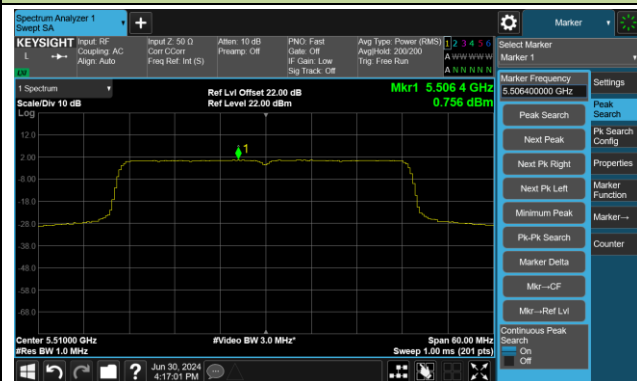 Spectrum Analyzer 1
Swept SA
Marker
KEYSIGHT
L
Input: RF
Coupling: AC
Align: Auto
Input Z: 50 Ω
Corr CCorr
Freq Ref: Int (S)
Atten: 10 dB
Preamp: Off
PNO: Fast
Gate: Off
IF Gain: Low
Sig Track: Off
Avg Type: Power (RMS)
Avg|Hold: 200/200
Trig: Free Run
1 2 3 4 5 6
A W W W W W
A N N N N N
Select Marker
Marker 1
1 Spectrum
Scale/Div 10 dB
Log
Ref Lvl Offset 22.00 dB
Ref Level 22.00 dBm
Mkr1 5.506 4 GHz
0.756 dBm
12.0
2.00
-8.00
-18.0
-28.0
-38.0
-48.0
-58.0
-68.0
1
Center 5.51000 GHz
#Res BW 1.0 MHz
#Video BW 3.0 MHz*
Span 60.00 MHz
Sweep 1.00 ms (201 pts)
Marker Frequency
5.506400000 GHz
Peak Search
Next Peak
Next Pk Right
Next Pk Left
Minimum Peak
Pk-Pk Search
Marker Delta
Mkr→CF
Mkr→Ref Lvl
Continuous Peak
Search
On
Off
Settings
Peak
Search
Pk Search
Config
Properties
Marker
Function
Marker→
Counter
?
Jun 30, 2024
4:17:01 PM